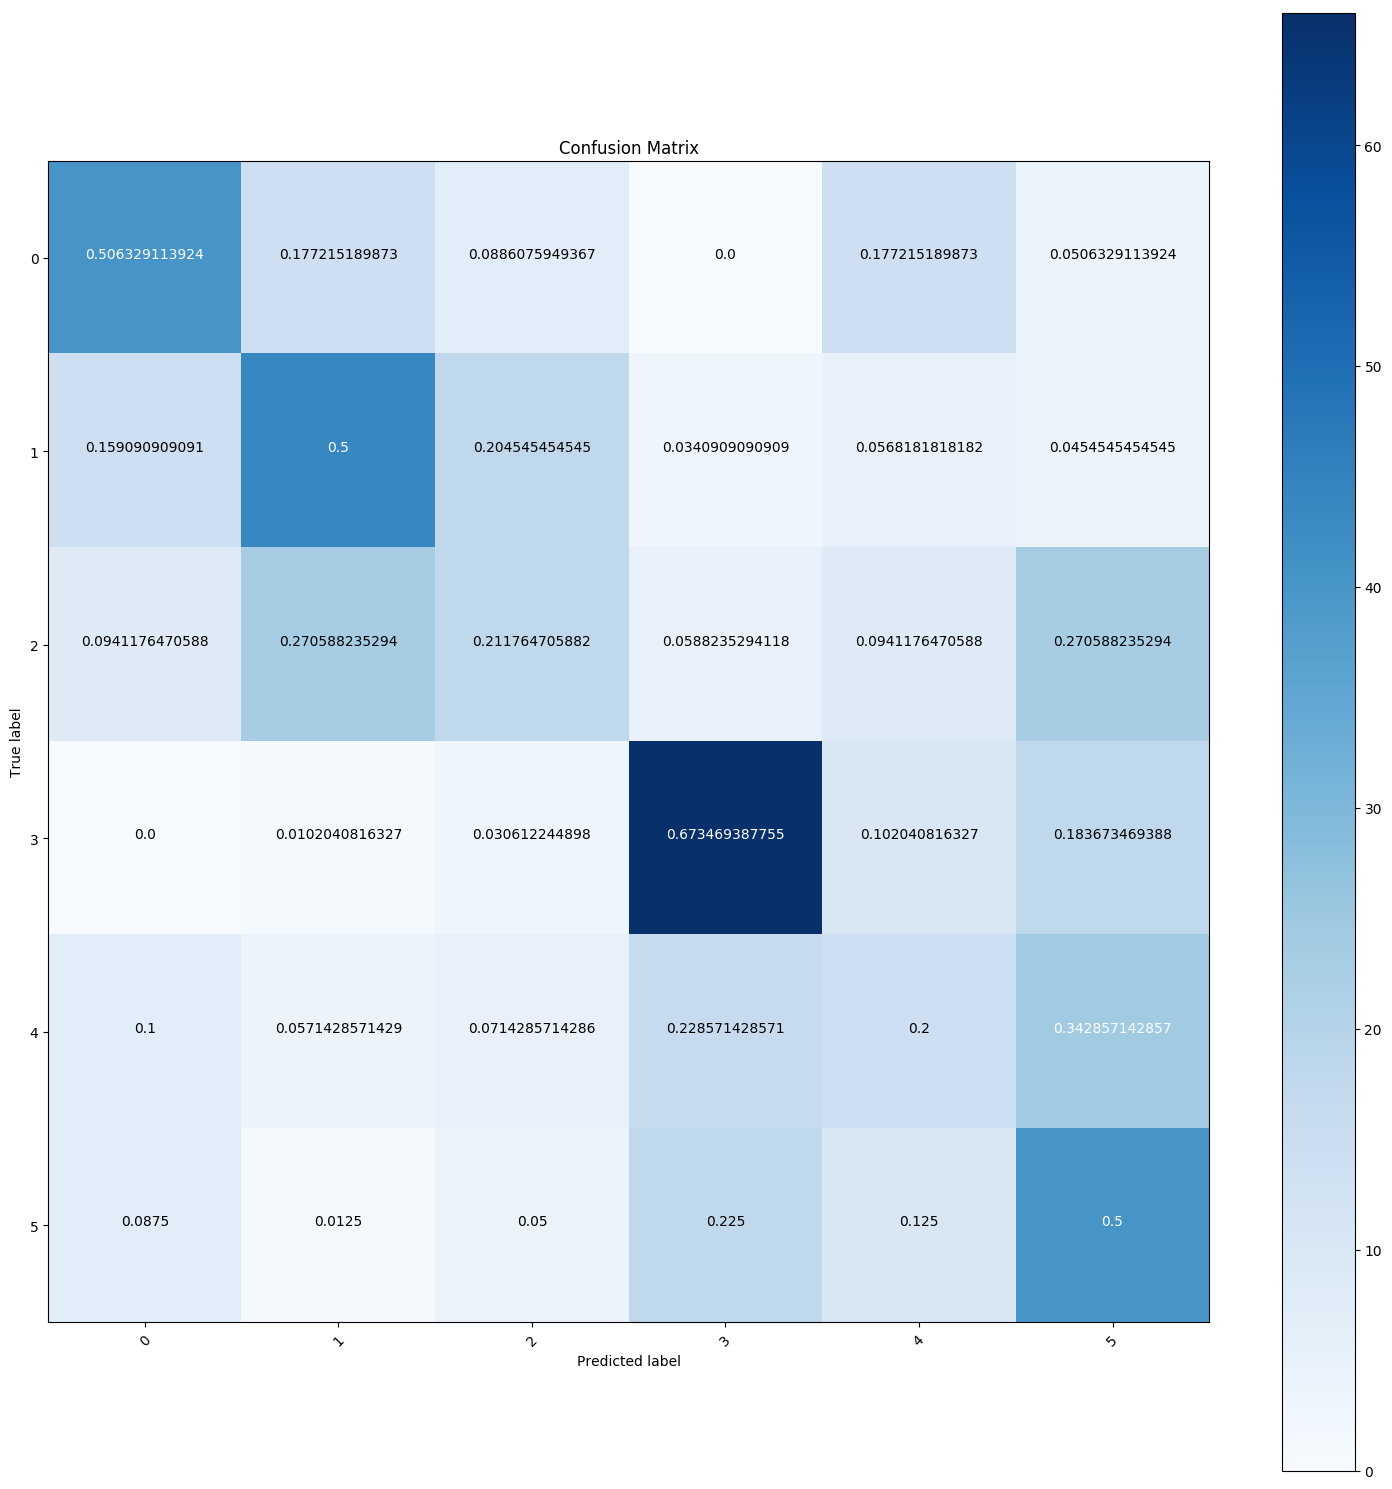 Confusion Matrix
0 0.506329113924 0.177215189873 0.0886075949367 0.0 0.177215189873 0.0506329113924
1 0.159090909091 0.5 0.204545454545 0.0340909090909 0.0568181818182 0.0454545454545
2 0.0941176470588 0.270588235294 0.211764705882 0.0588235294118 0.0941176470588 0.270588235294
3 0.0 0.0102040816327 0.030612244898 0.673469387755 0.102040816327 0.183673469388
4 0.1 0.0571428571429 0.0714285714286 0.228571428571 0.2 0.342857142857
5 0.0875 0.0125 0.05 0.225 0.125 0.5
0 1 2 3 4 5
Predicted label
True label
60
50
40
30
20
10
0